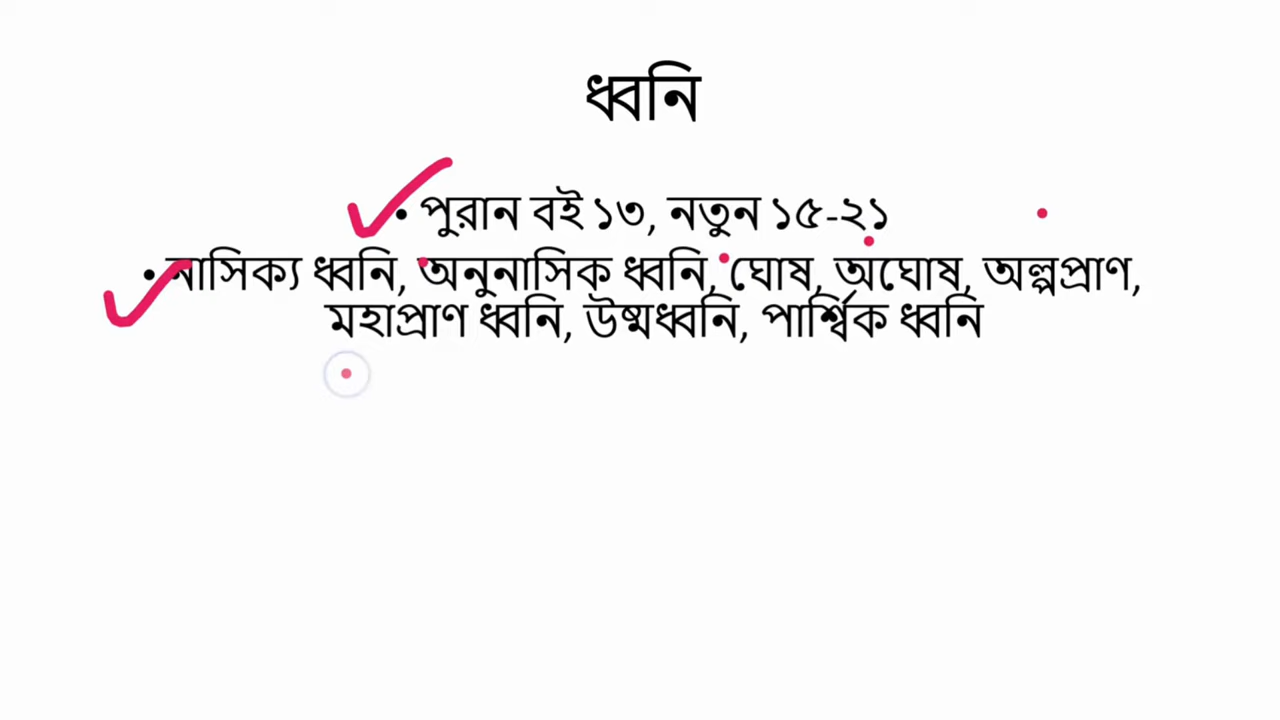 ধ্বনি
• পুরান বই ১৩, নতুন ১৫-২১
• নাসিক্য ধ্বনি, অনুনাসিক ধ্বনি, ঘোষ, অঘোষ, অল্পপ্রাণ,
মহাপ্রাণ ধ্বনি, উষ্মধ্বনি, পার্শ্বিক ধ্বনি